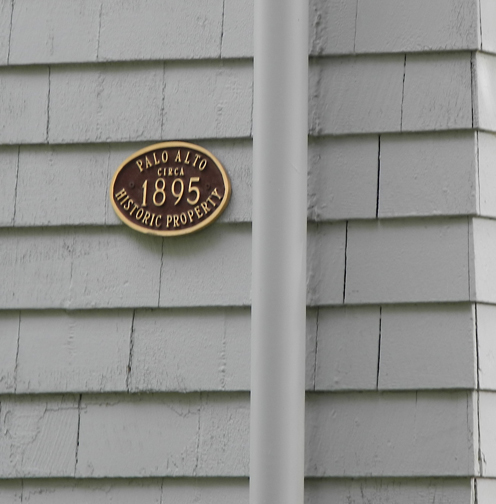 PALO ALTO
CIRCA
1895
HISTORIC PROPERTY